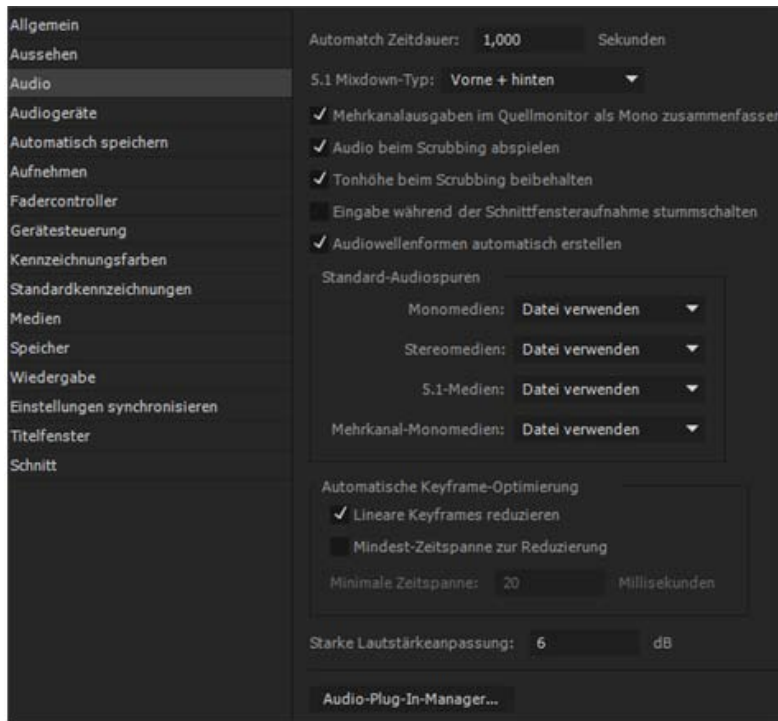 Allgemein
Aussehen
Audio
Audiogeräte
Automatisch speichern
Aufnehmen
Fadercontroller
Gerätesteuerung
Kennzeichnungsfarben
Standardkennzeichnungen
Medien
Speicher
Wiedergabe
Einstellungen synchronisieren
Titelfenster
Schnitt
Automatch Zeitdauer: 1,000 Sekunden
5.1 Mixdown-Typ: Vorne + hinten
Mehrkanalausgaben im Quellmonitor als Mono zusammenfassen
Audio beim Scrubbing abspielen
Tonhöhe beim Scrubbing beibehalten
Eingabe während der Schnittfensteraufnahme stummschalten
Audiowellenformen automatisch erstellen
Standard-Audiospuren
Monomedien: Datei verwenden
Stereomedien: Datei verwenden
5.1-Medien: Datei verwenden
Mehrkanal-Monomedien: Datei verwenden
Automatische Keyframe-Optimierung
Lineare Keyframes reduzieren
Mindest-Zeitspanne zur Reduzierung
Minimale Zeitspanne: 20 Millisekunden
Starke Lautstärkeanpassung: 6 dB
Audio-Plug-In-Manager...